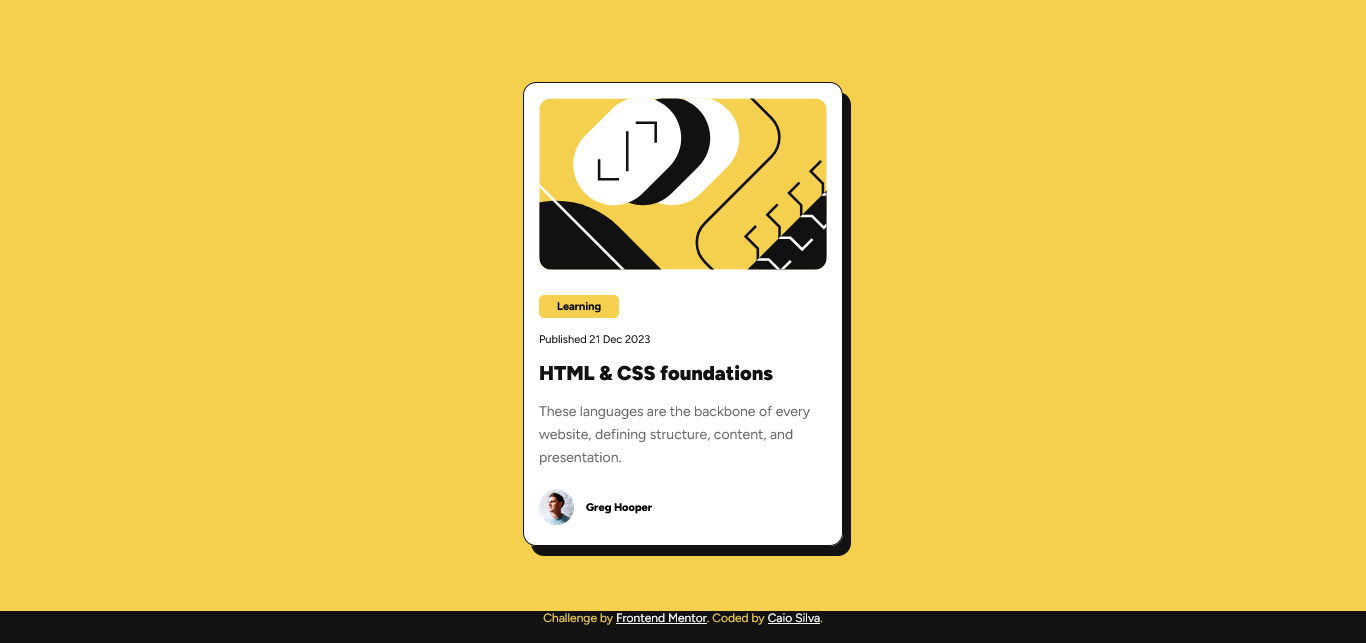 Learning
Published 21 Dec 2023
HTML & CSS foundations
These languages are the backbone of every
website, defining structure, content, and
presentation.
Greg Hooper
Challenge by Frontend Mentor. Coded by Caio Silva.